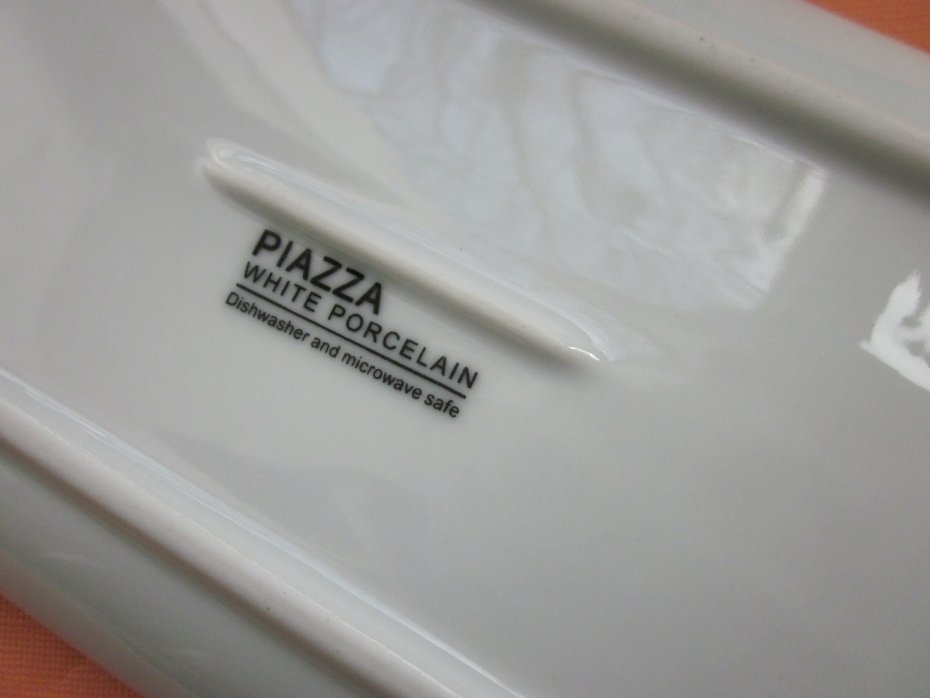 PIAZZA
WHITE PORCELAIN
Dishwasher and microwave safe